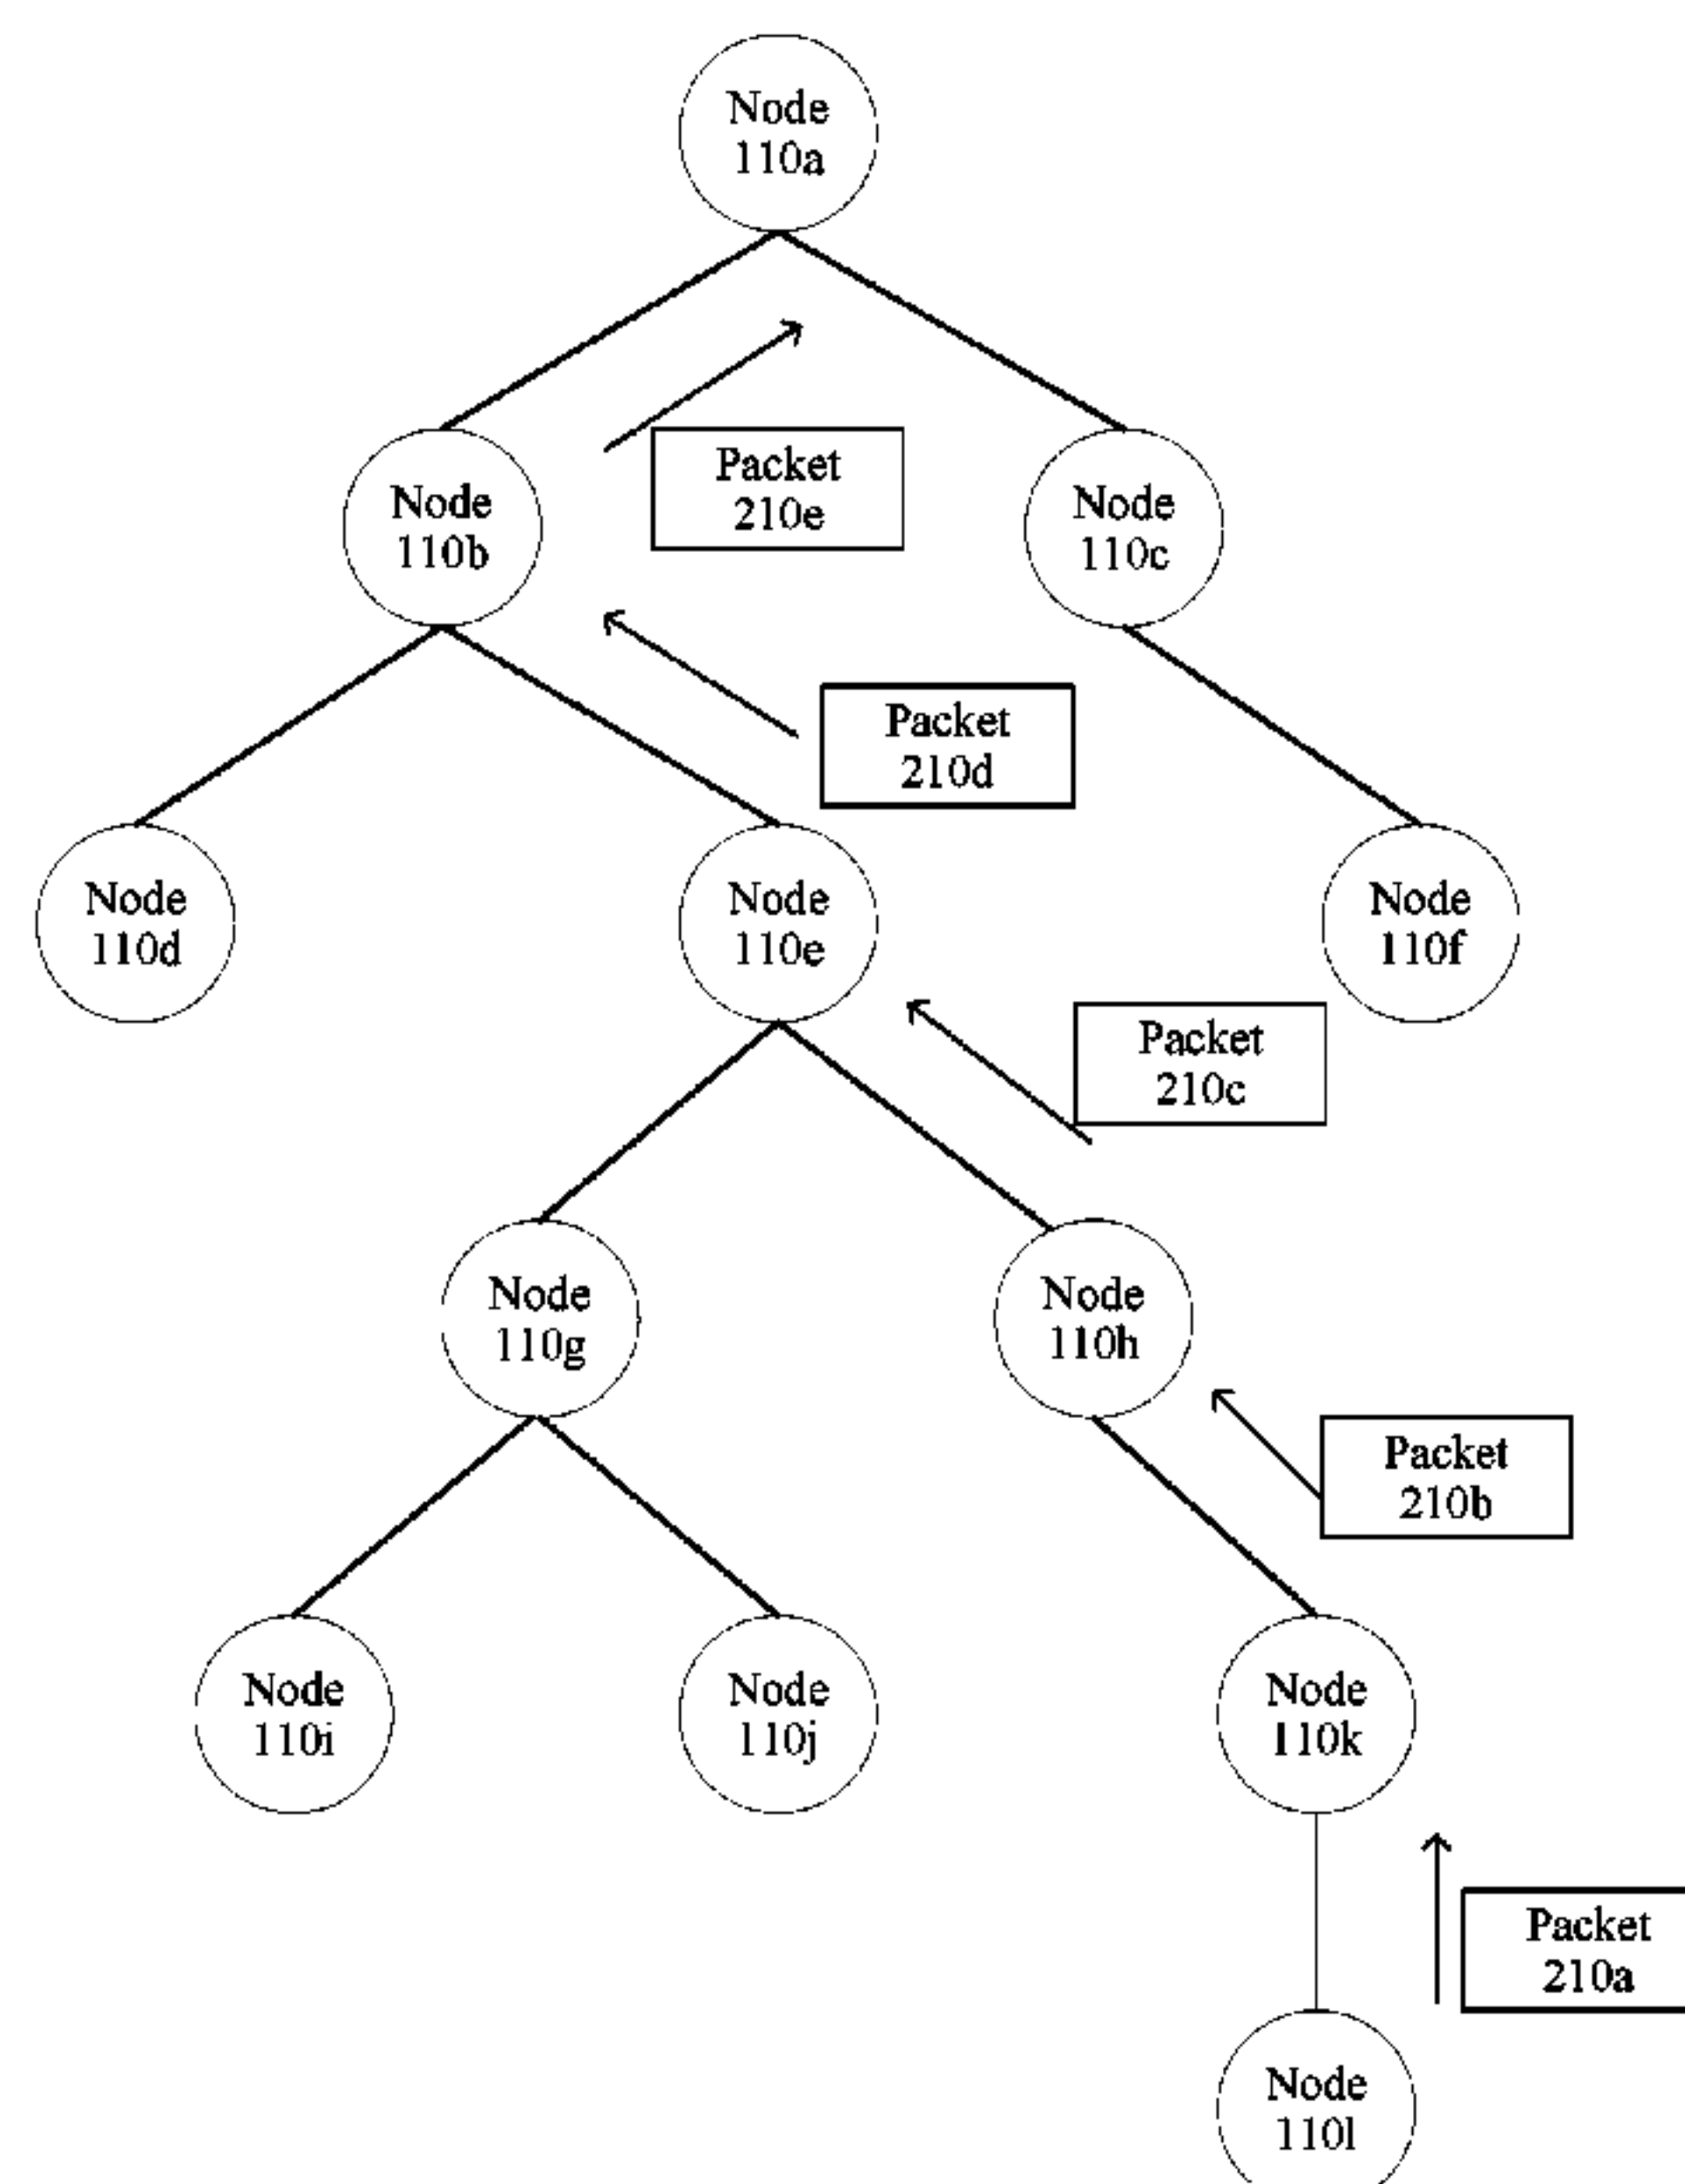 Node
110a
Packet
210e
Node
110b
Node
110c
Packet
210d
Node
110d
Node
110e
Node
110f
Packet
210c
Node
110g
Node
110h
Packet
210b
Node
110i
Node
110j
Node
110k
Packet
210a
Node
110l